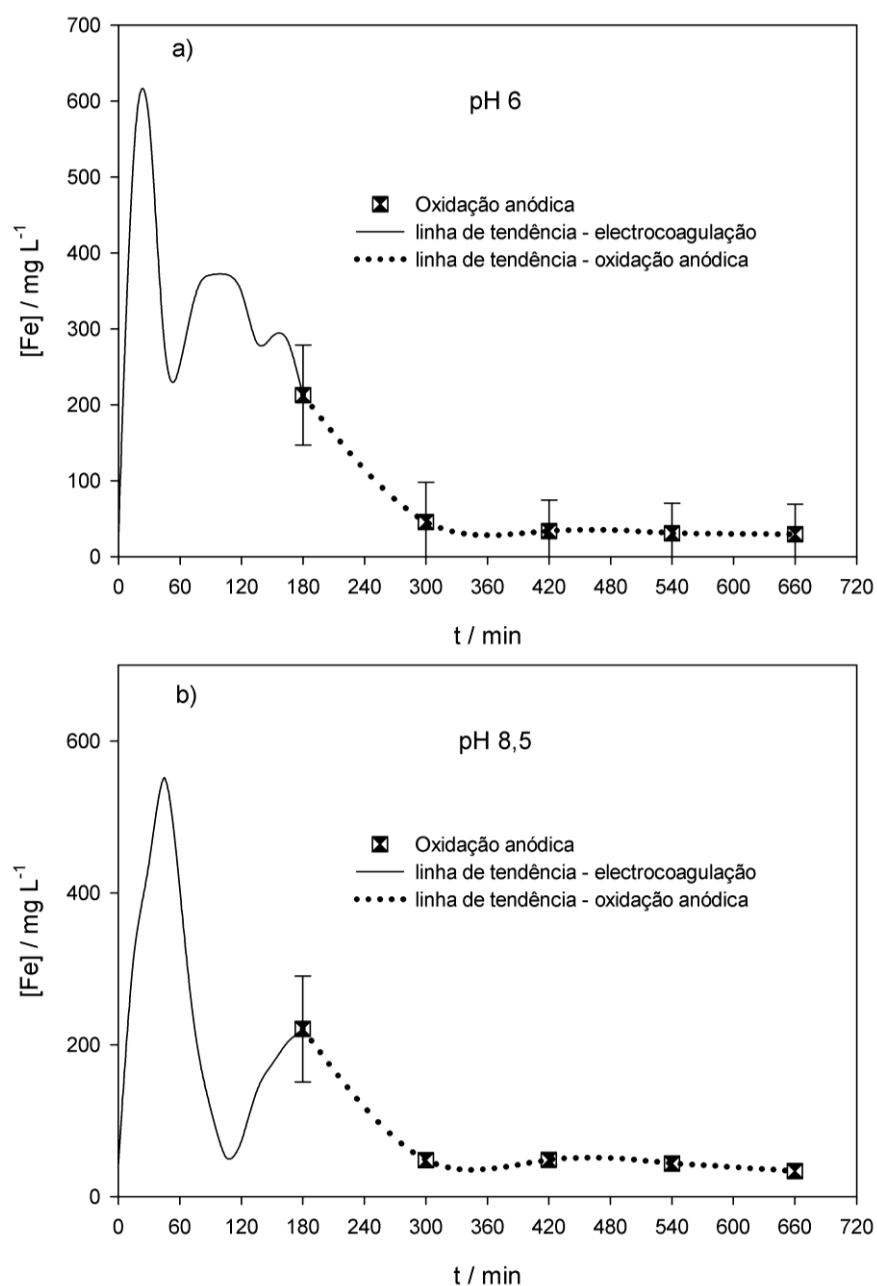 a)
pH 6
Oxidação anódica
linha de tendência - electrocoagulação
linha de tendência - oxidação anódica
[Fe] / mg L⁻¹
700
600
500
400
300
200
100
0
0 60 120 180 240 300 360 420 480 540 600 660 720
t / min
b)
pH 8,5
Oxidação anódica
linha de tendência - electrocoagulação
linha de tendência - oxidação anódica
[Fe] / mg L⁻¹
600
400
200
0
0 60 120 180 240 300 360 420 480 540 600 660 720
t / min